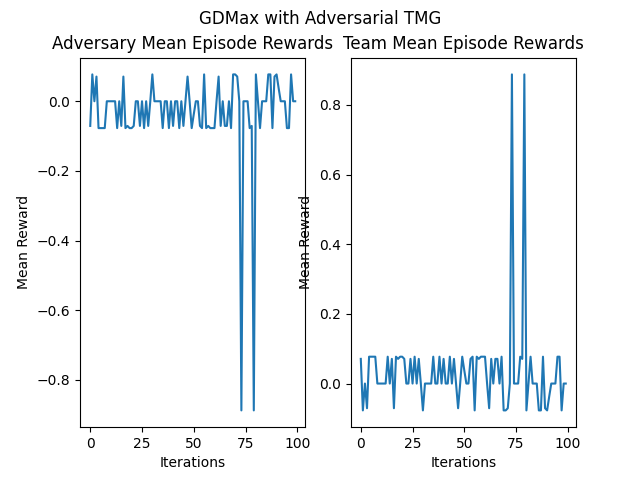 GDMax with Adversarial TMG
Adversary Mean Episode Rewards
Team Mean Episode Rewards
Mean Reward
0.0
−0.2
−0.4
−0.6
−0.8
0
25
50
75
100
Iterations
Mean Reward
0.8
0.6
0.4
0.2
0.0
0
25
50
75
100
Iterations